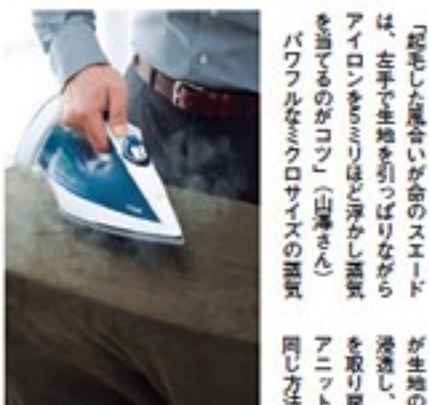 「起毛した風合いが命のスエード
は、左手で生地を引っぱりながら
アイロンを5ミリほど浮かし蒸気
を当てるのがコツ」(山澤さん)
パワフルなミクロサイズの蒸気
が生地の
浸透し、
を取り戻
アニット
同じ方法